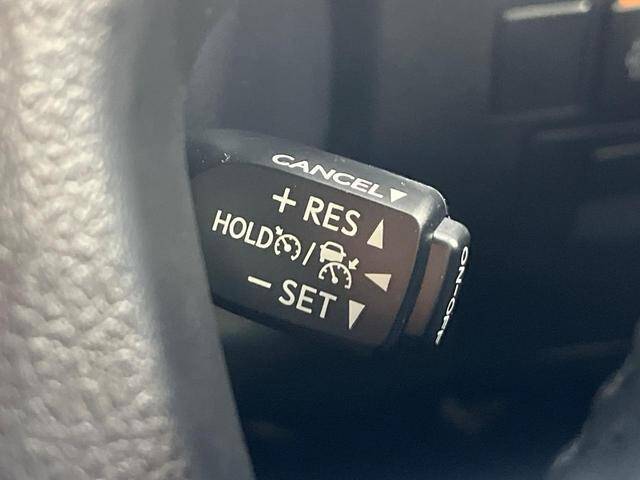 CANCEL▼
+ RES ▲
HOLD / ◀
- SET ▼
ON-OFF